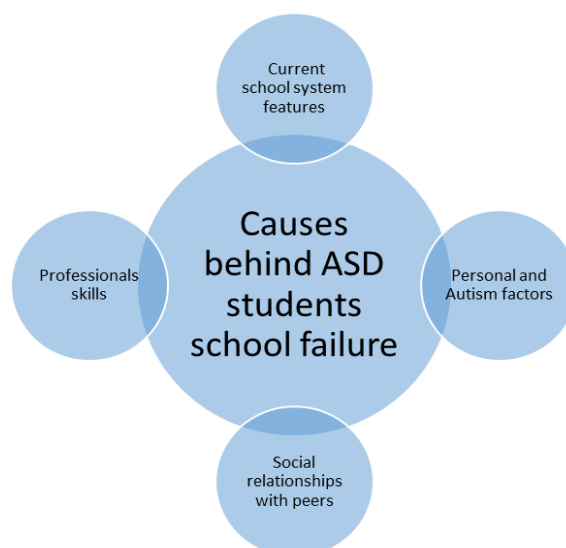 Current
school system
features
Causes
behind ASD
students
school failure
Professionals
skills
Personal and
Autism factors
Social
relationships
with peers